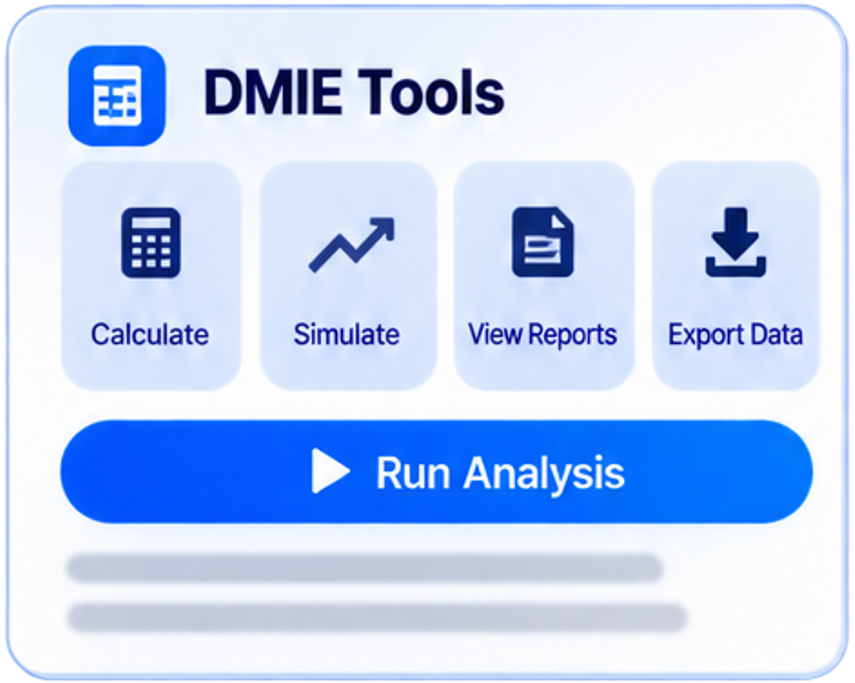 DMIE Tools
Calculate
Simulate
View Reports
Export Data
Run Analysis